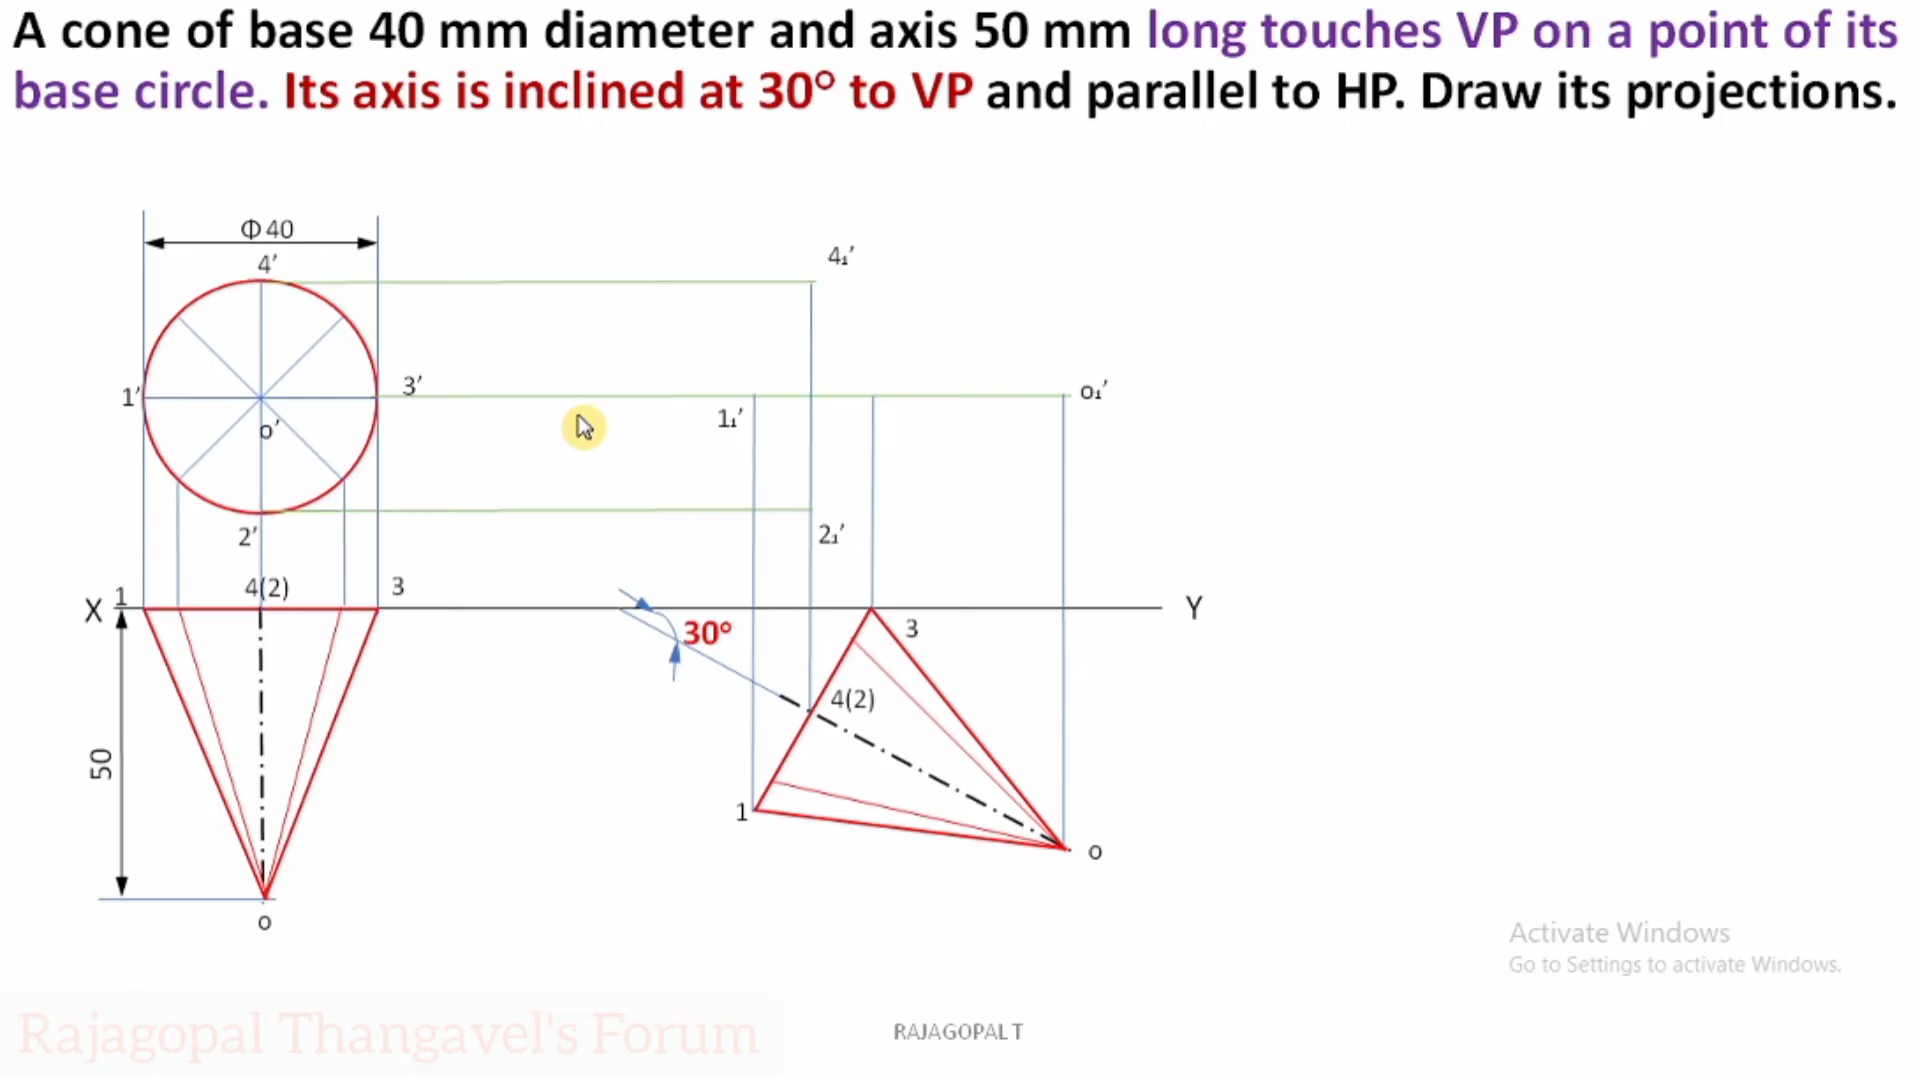 A cone of base 40 mm diameter and axis 50 mm long touches VP on a point of its
base circle. Its axis is inclined at 30° to VP and parallel to HP. Draw its projections.
Φ40
4'
4₁'
1'
3'
o₁'
1₁'
o'
2'
2₁'
4(2)
3
X
1
Y
30°
3
4(2)
50
1
o
o
Activate Windows
Go to Settings to activate Windows.
Rajagopal Thangavel's Forum
RAJAGOPAL T